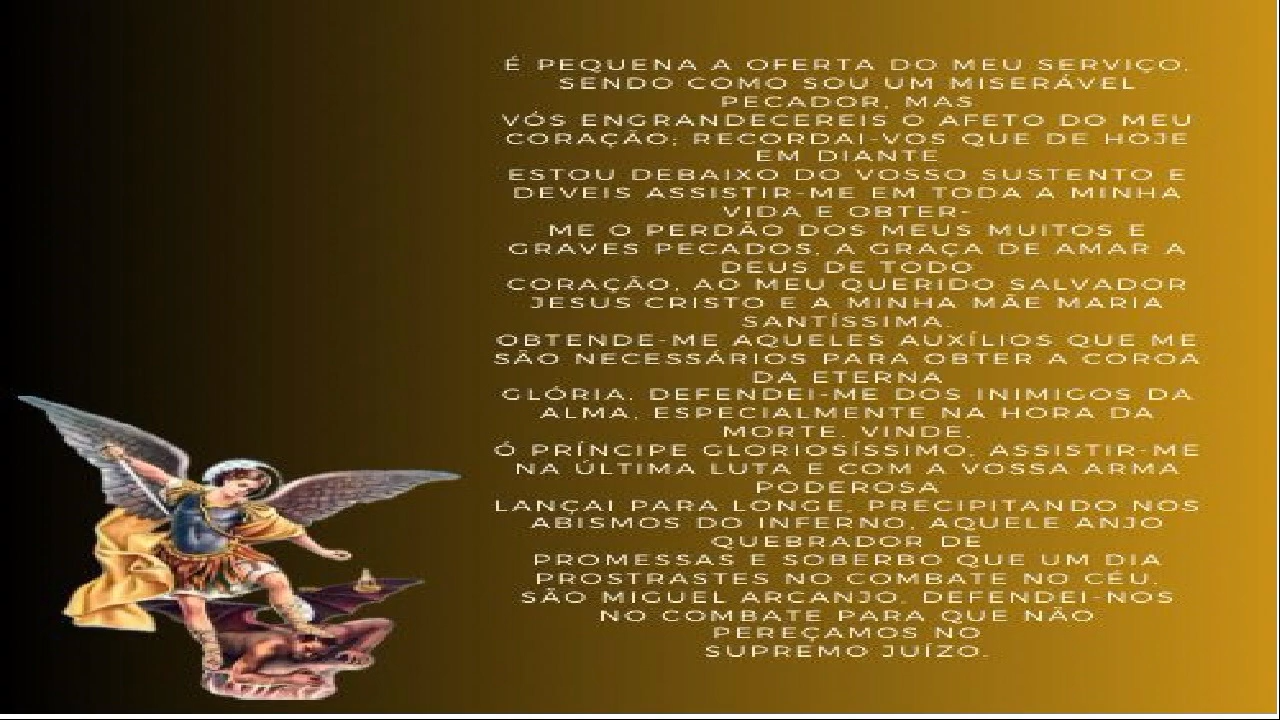 É PEQUENA A OFERTA DO MEU SERVIÇO,
SENDO COMO SOU UM MISERÁVEL
PECADOR, MAS
VÓS ENGRANDECEREIS O AFETO DO MEU
CORAÇÃO; RECORDAI-VOS QUE DE HOJE
EM DIANTE
ESTOU DEBAIXO DO VOSSO SUSTENTO E
DEVEIS ASSISTIR-ME EM TODA A MINHA
VIDA E OBTER-
ME O PERDÃO DOS MEUS MUITOS E
GRAVES PECADOS, A GRAÇA DE AMAR A
DEUS DE TODO
CORAÇÃO, AO MEU QUERIDO SALVADOR
JESUS CRISTO E A MINHA MÃE MARIA
SANTÍSSIMA.
OBTENDE-ME AQUELES AUXÍLIOS QUE ME
SÃO NECESSÁRIOS PARA OBTER A COROA
DA ETERNA
GLÓRIA. DEFENDEI-ME DOS INIMIGOS DA
ALMA, ESPECIALMENTE NA HORA DA
MORTE. VINDE,
Ó PRÍNCIPE GLORIOSÍSSIMO, ASSISTIR-ME
NA ÚLTIMA LUTA E COM A VOSSA ARMA
PODEROSA
LANÇAI PARA LONGE, PRECIPITANDO NOS
ABISMOS DO INFERNO, AQUELE ANJO
QUEBRADOR DE
PROMESSAS E SOBERBO QUE UM DIA
PROSTRASTES NO COMBATE NO CÉU.
SÃO MIGUEL ARCANJO, DEFENDEI-NOS
NO COMBATE PARA QUE NÃO
PEREÇAMOS NO
SUPREMO JUÍZO.